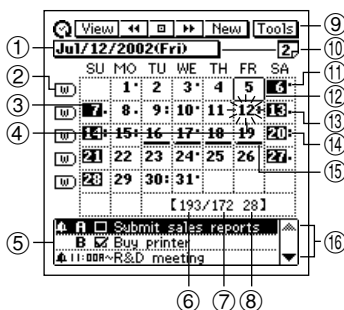 View New Tools ⑨
① Jul/12/2002(Fri) 2 ⑩
SU MO TU WE TH FR SA ⑪
② W 1 2 3 4 5 6 ⑫
③ W 7 8 9 10 11 12 13 ⑬
④ W 14 15 16 17 18 19 20 ⑭
W 21 22 23 24 25 26 27 ⑮
W 28 29 30 31
【193/172 28】
⑤ A Submit sales reports ⑯
B Buy printer
11:00A~R&D meeting
⑥ ⑦ ⑧